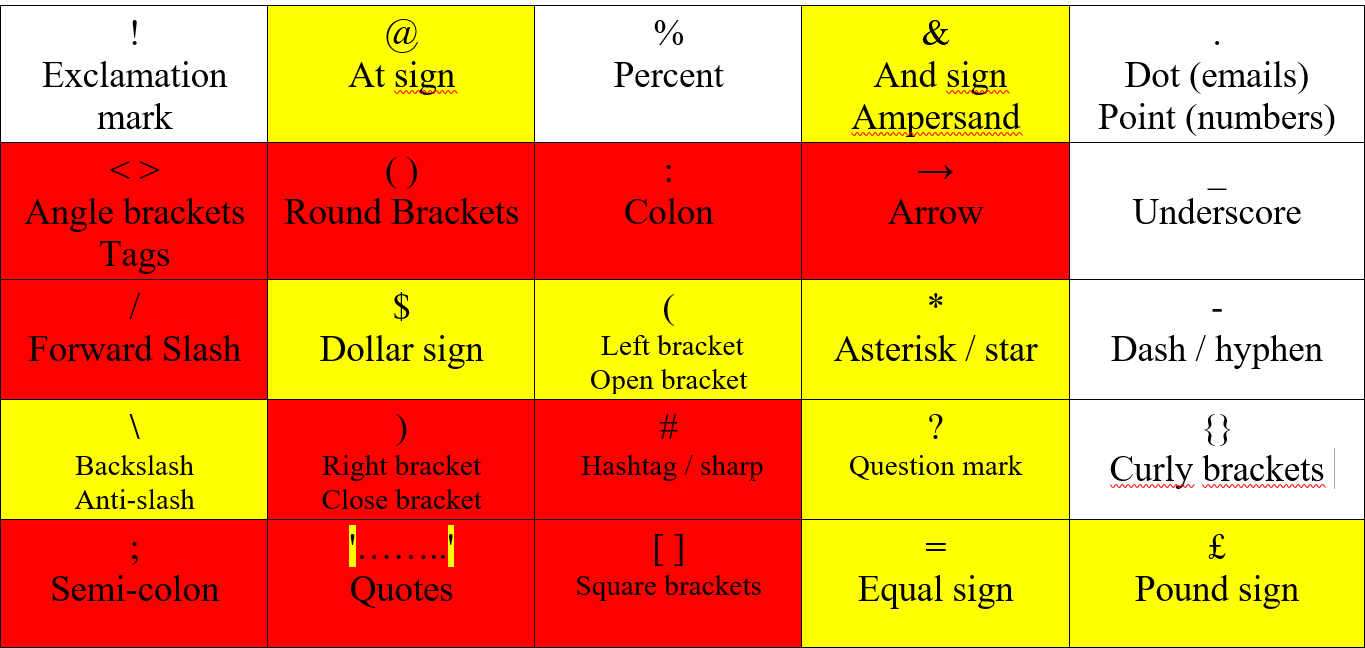 !
Exclamation
mark
@
At sign
%
Percent
&
And sign
Ampersand
.
Dot (emails)
Point (numbers)
< >
Angle brackets
Tags
( )
Round Brackets
:
Colon
→
Arrow
_
Underscore
/
Forward Slash
$
Dollar sign
(
Left bracket
Open bracket
*
Asterisk / star
-
Dash / hyphen
\
Backslash
Anti-slash
)
Right bracket
Close bracket
#
Hashtag / sharp
?
Question mark
{}
Curly brackets
;
Semi-colon
'……..'
Quotes
[ ]
Square brackets
=
Equal sign
£
Pound sign